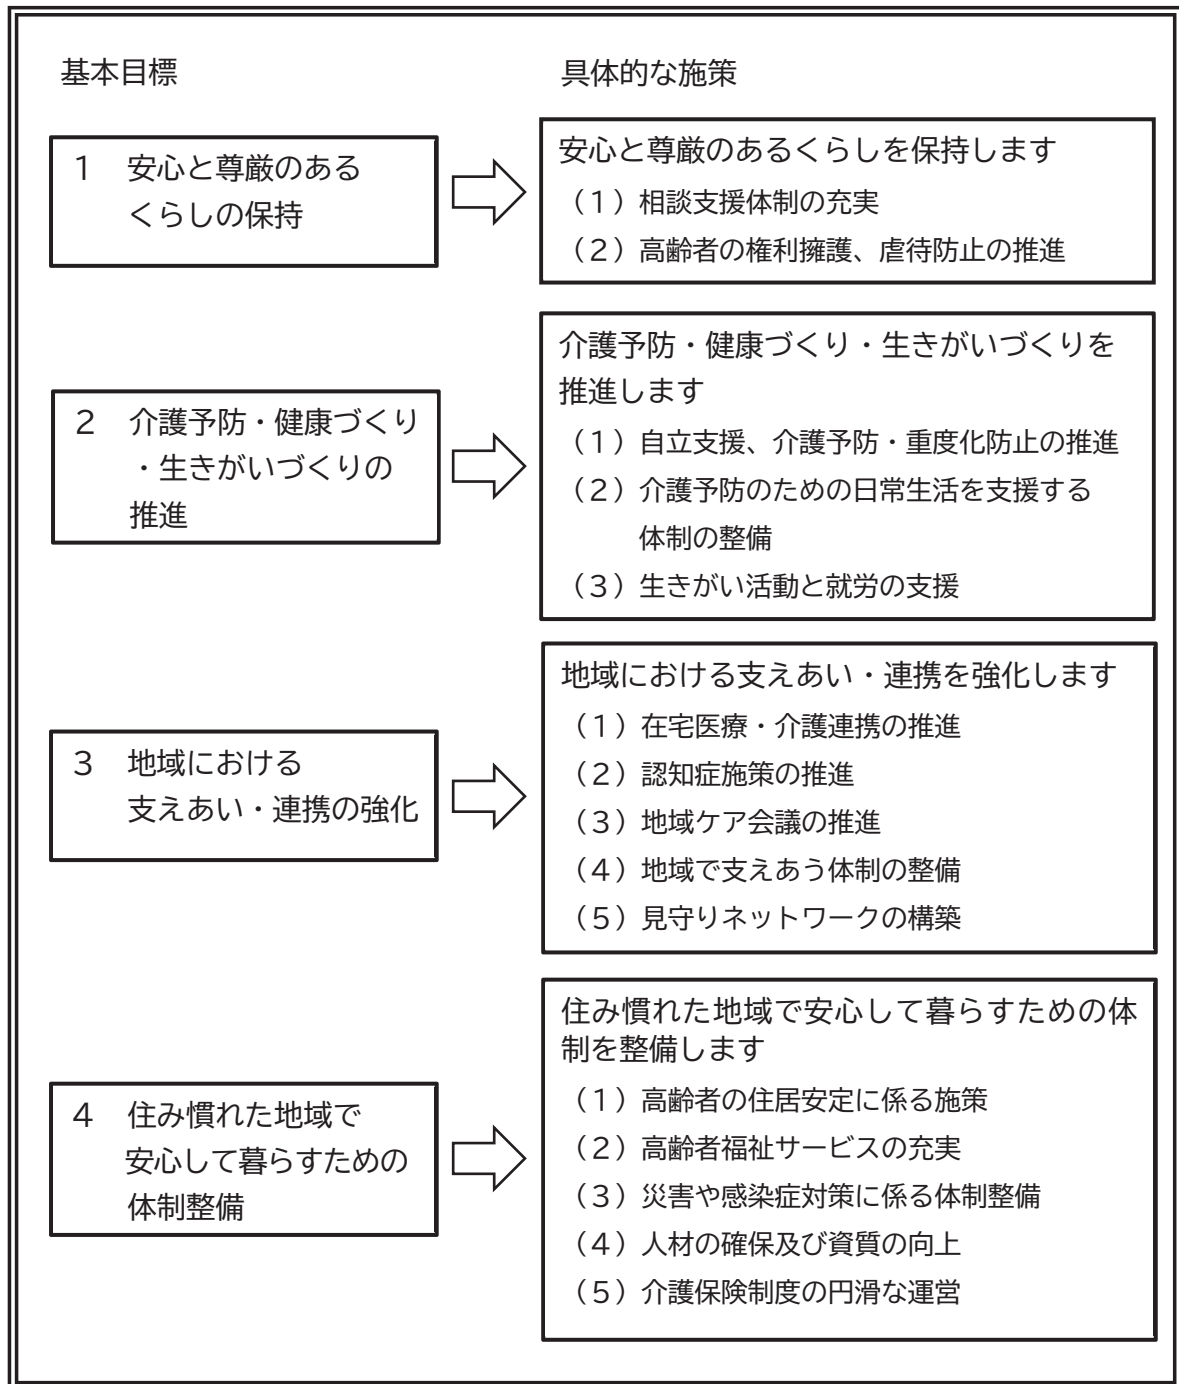 基本目標
具体的な施策
1 安心と尊厳のある
くらしの保持
安心と尊厳のあるくらしを保持します
（1）相談支援体制の充実
（2）高齢者の権利擁護、虐待防止の推進
2 介護予防・健康づくり
・生きがいづくりの
推進
介護予防・健康づくり・生きがいづくりを
推進します
（1）自立支援、介護予防・重度化防止の推進
（2）介護予防のための日常生活を支援する
体制の整備
（3）生きがい活動と就労の支援
3 地域における
支えあい・連携の強化
地域における支えあい・連携を強化します
（1）在宅医療・介護連携の推進
（2）認知症施策の推進
（3）地域ケア会議の推進
（4）地域で支えあう体制の整備
（5）見守りネットワークの構築
4 住み慣れた地域で
安心して暮らすための
体制整備
住み慣れた地域で安心して暮らすための体
制を整備します
（1）高齢者の住居安定に係る施策
（2）高齢者福祉サービスの充実
（3）災害や感染症対策に係る体制整備
（4）人材の確保及び資質の向上
（5）介護保険制度の円滑な運営